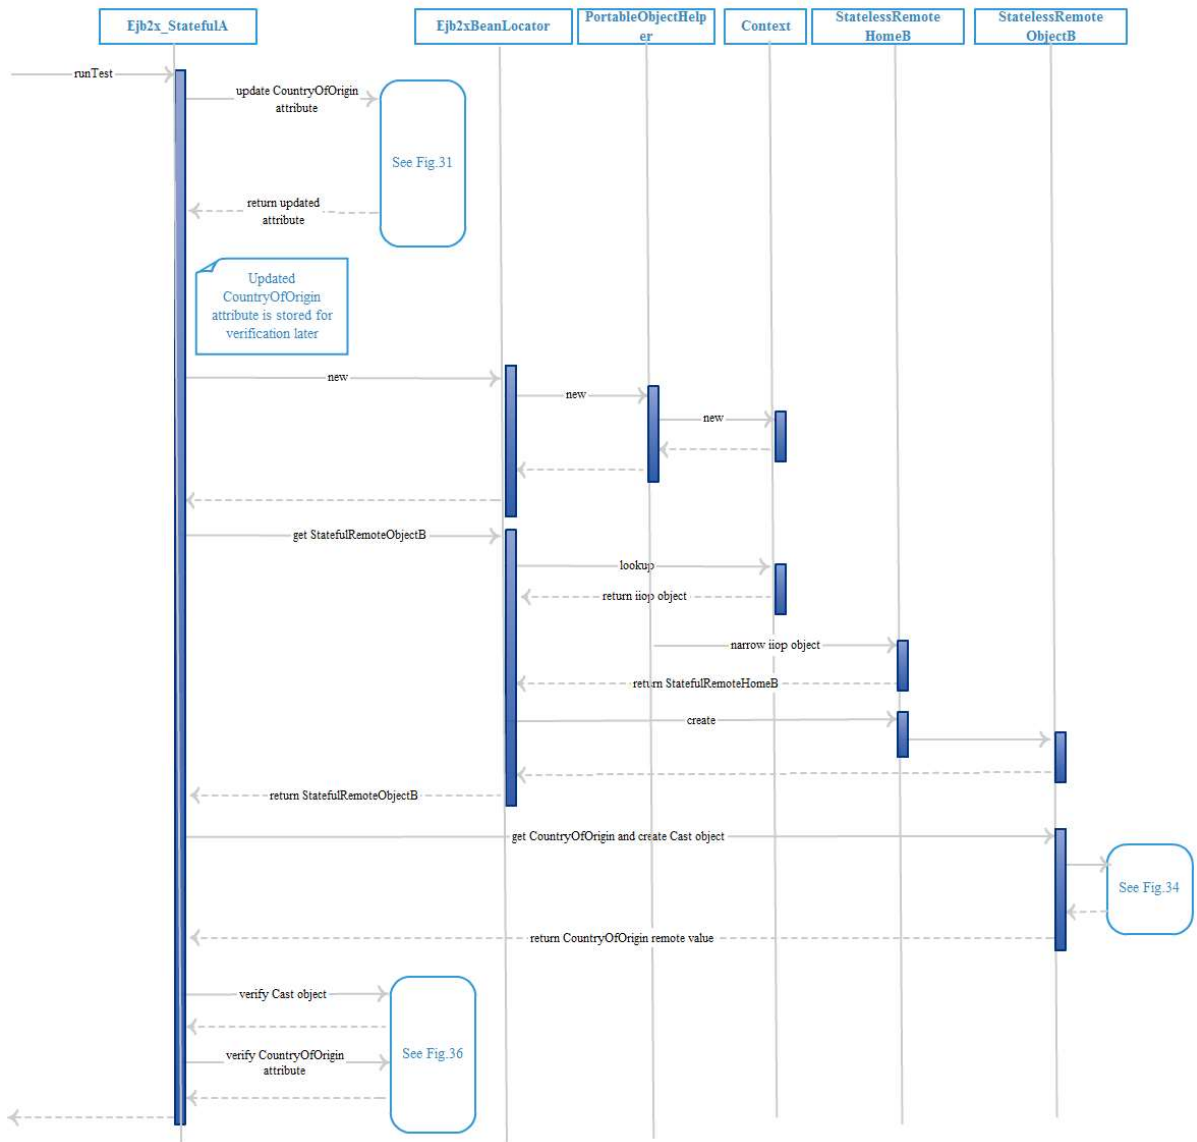 Ejb2x_StatefulA
Ejb2xBeanLocator
PortableObjectHelp
er
Context
StatelessRemote
HomeB
StatelessRemote
ObjectB
runTest
update CountryOfOrigin
attribute
See Fig.31
return updated
attribute
Updated
CountryOfOrigin
attribute is stored for
verification later
new
new
new
get StatefulRemoteObjectB
lookup
return iiop object
narrow iiop object
return StatefulRemoteHomeB
create
return StatefulRemoteObjectB
get CountryOfOrigin and create Cast object
See Fig.34
return CountryOfOrigin remote value
verify Cast object
See Fig.36
verify CountryOfOrigin
attribute